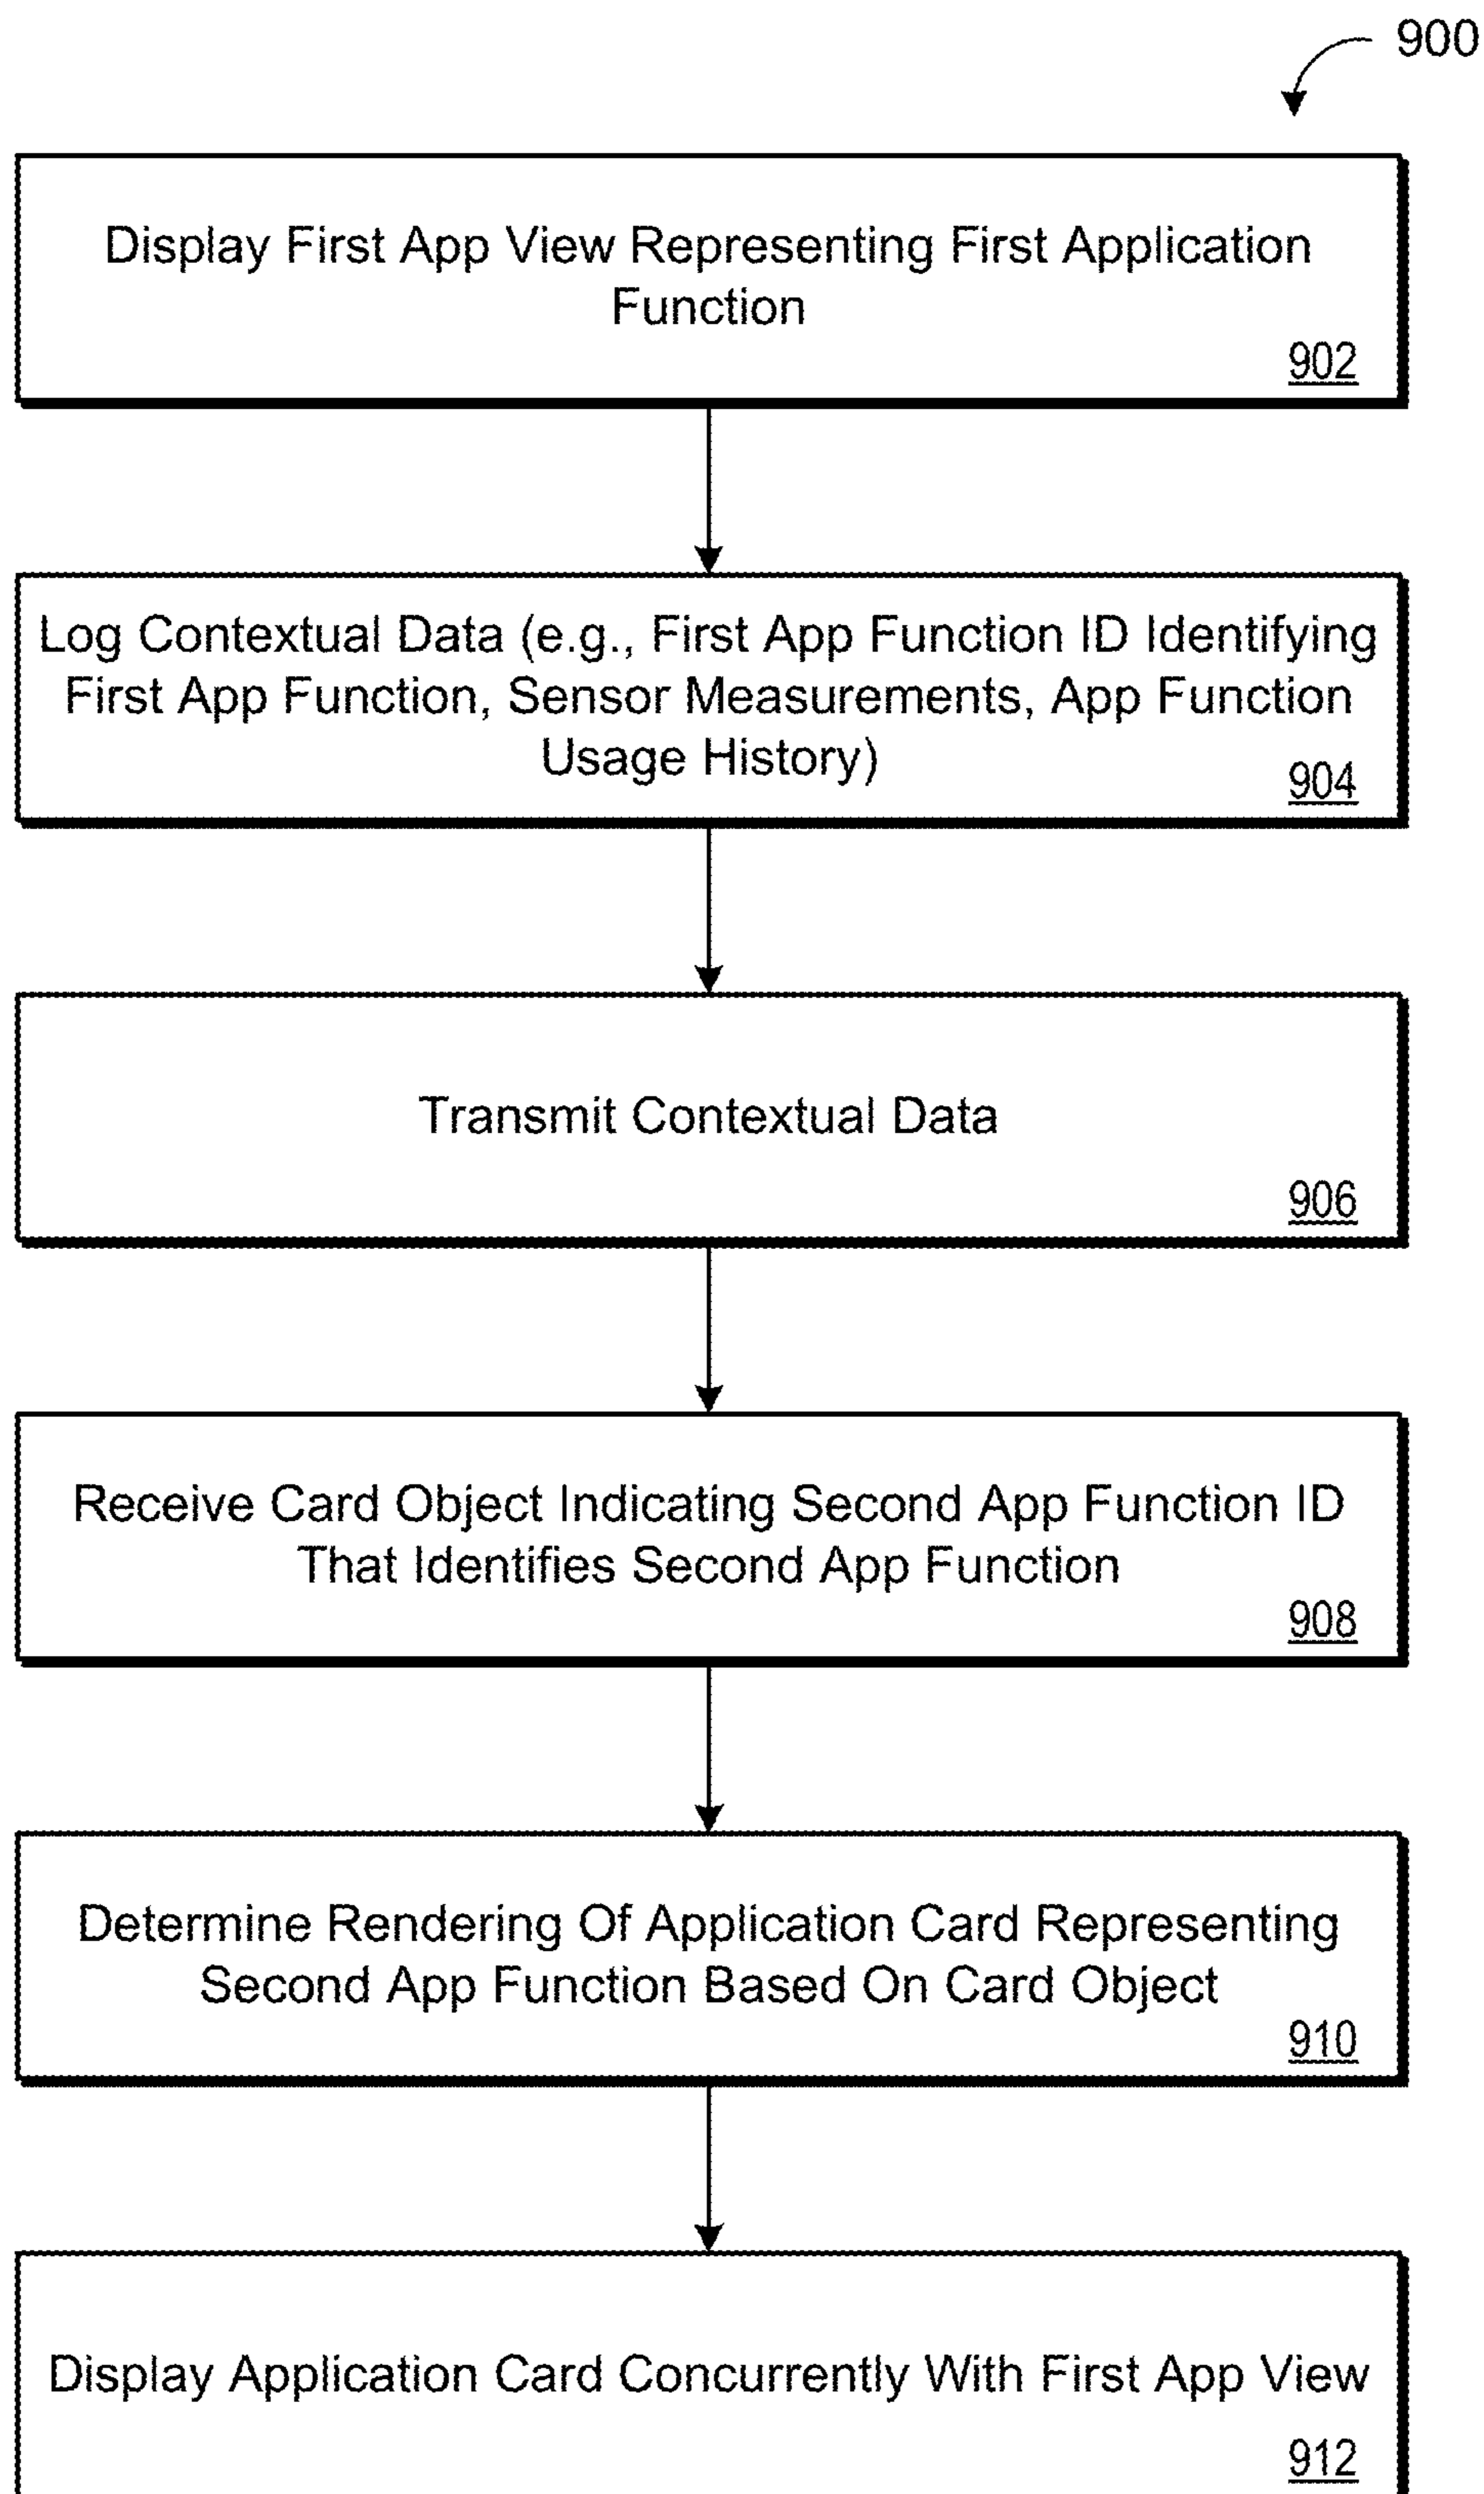 900
Display First App View Representing First Application
Function
902
Log Contextual Data (e.g., First App Function ID Identifying
First App Function, Sensor Measurements, App Function
Usage History)
904
Transmit Contextual Data
906
Receive Card Object Indicating Second App Function ID
That Identifies Second App Function
908
Determine Rendering Of Application Card Representing
Second App Function Based On Card Object
910
Display Application Card Concurrently With First App View
912